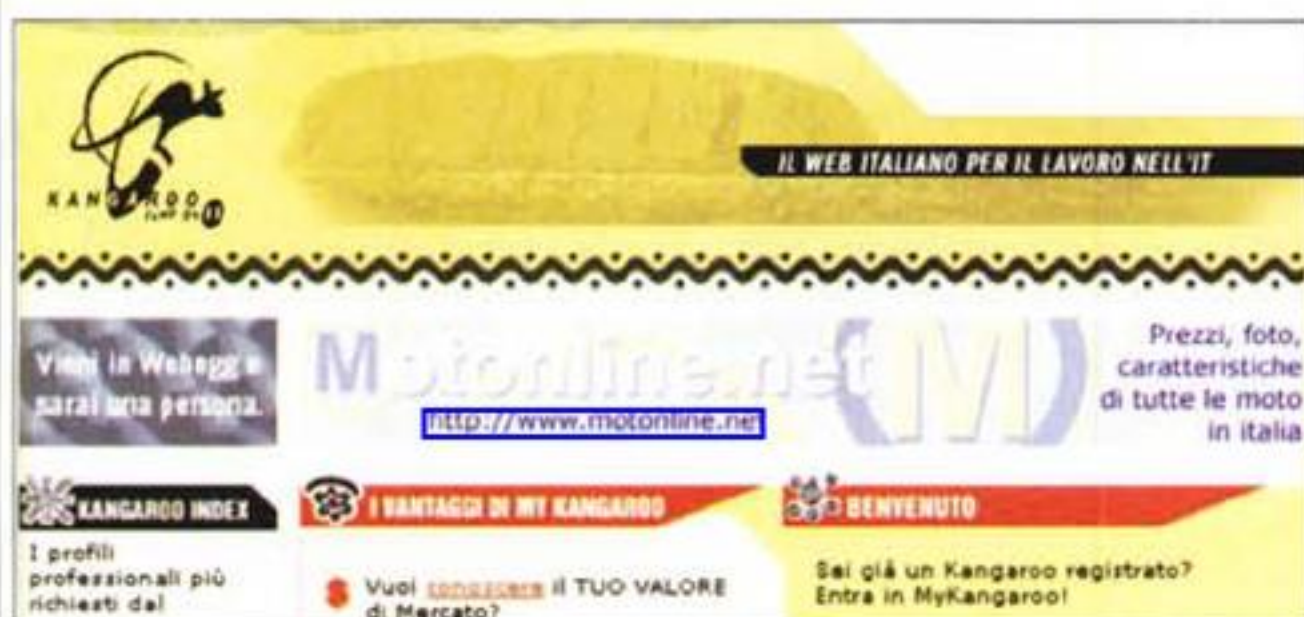 KANGAROO
JUMP ON IT
IL WEB ITALIANO PER IL LAVORO NELL'IT
Vieni in Webegg e
sarai una persona.
Motonline.net
http://www.motonline.net
(M)
Prezzi, foto,
caratteristiche
di tutte le moto
in italia
KANGAROO INDEX
I profili
professionali più
richiesti dal
I VANTAGGI DI MY KANGAROO
Vuoi conoscere il TUO VALORE
di Mercato?
BENVENUTO
Sei già un Kangaroo registrato?
Entra in MyKangaroo!